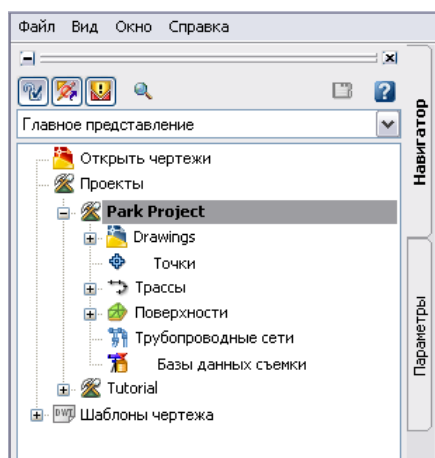 Файл Вид Окно Справка
Главное представление
Открыть чертежи
Проекты
Park Project
Drawings
Точки
Трассы
Поверхности
Трубопроводные сети
Базы данных съемки
Tutorial
DWT Шаблоны чертежа
Навигатор
Параметры